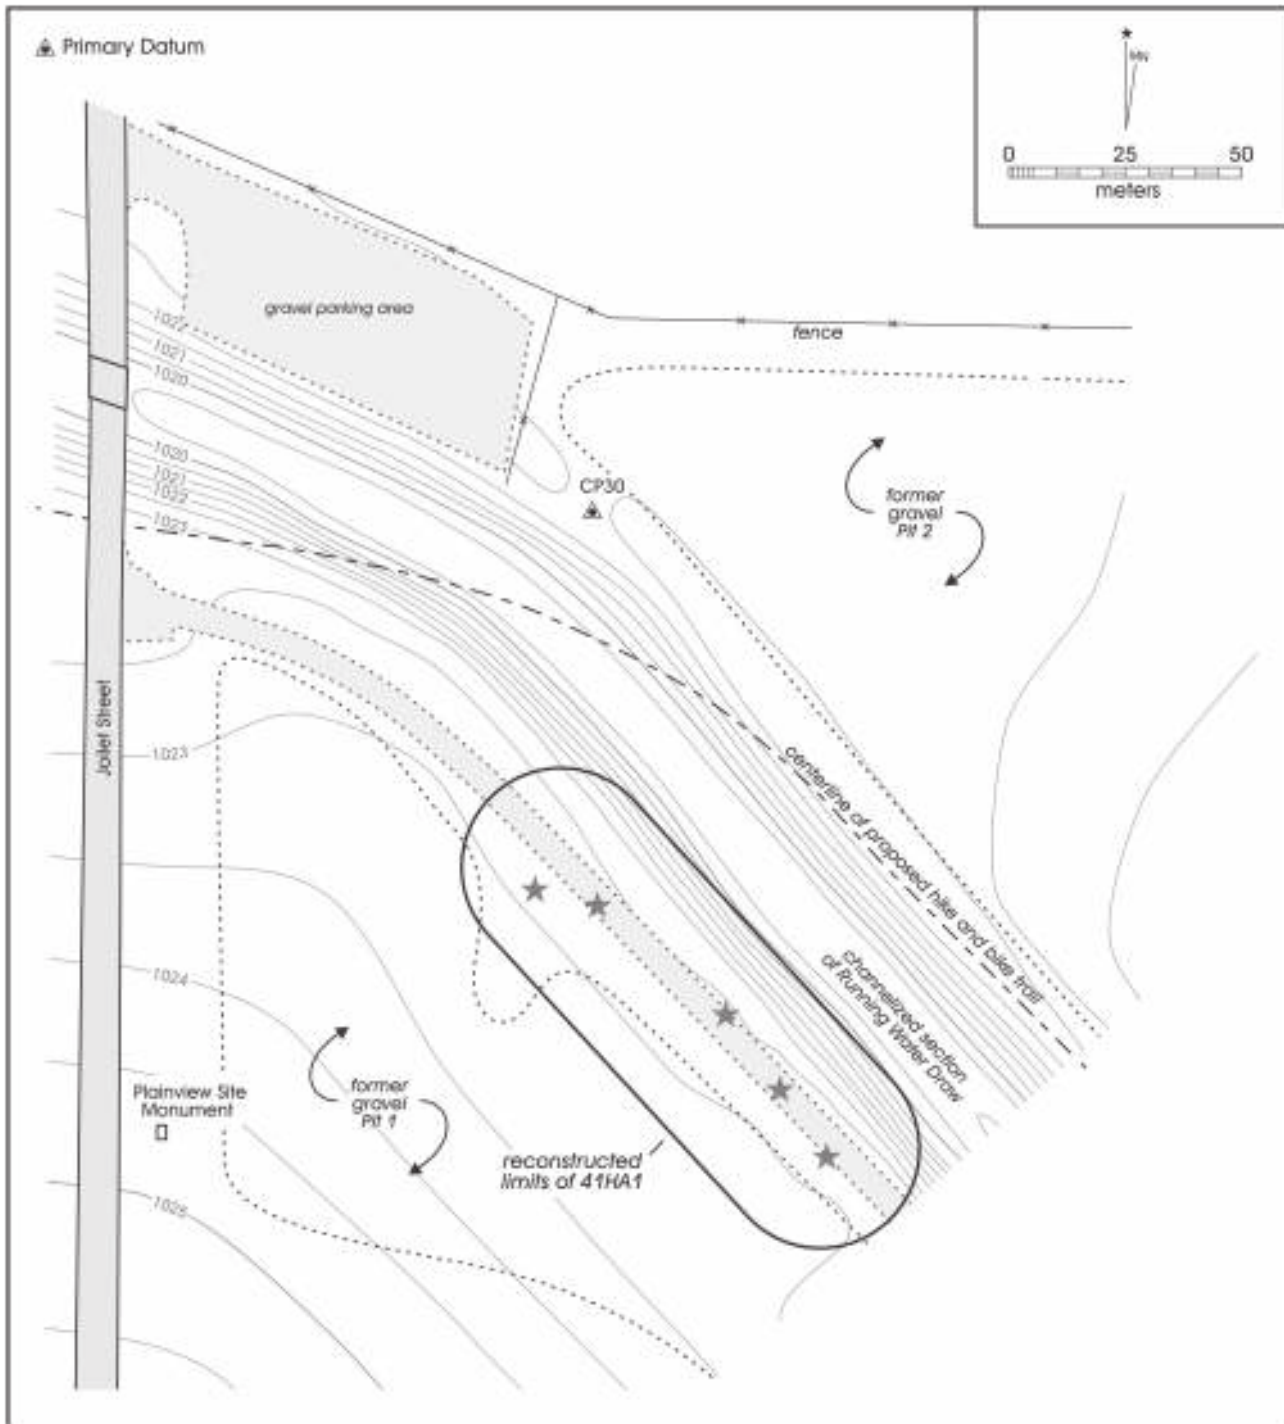 Primary Datum
MN
0 25 50
meters
gravel parking area
fence
1022
1021
1020
1020
1021
1022
1021
CP30
former
gravel
Pit 2
Joliet Street
1023
centerline of proposed hike and bike trail
channelized section
of Running Water Draw
1024
Plainview Site
Monument
former
gravel
Pit 1
reconstructed
limits of 41HA1
1025